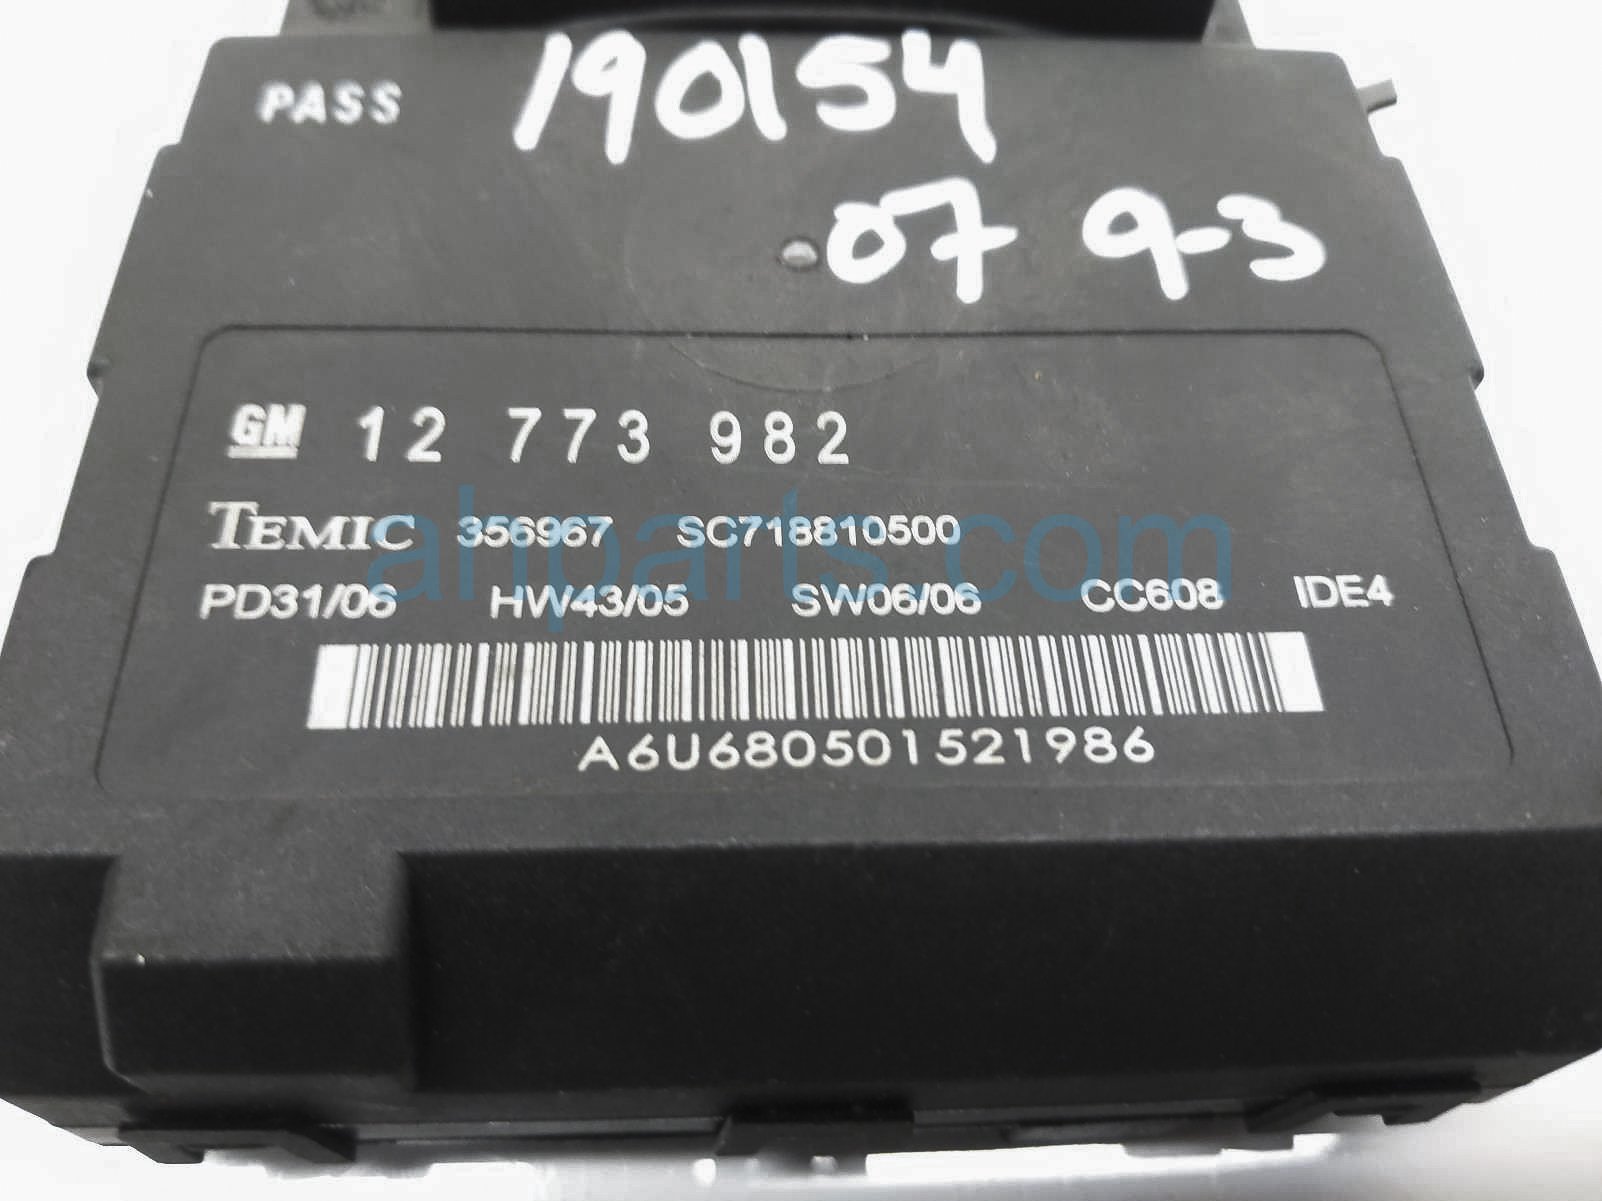 PASS 190154
07 9-3
GM 12 773 982
TEMIC 356967 SC718810500
ahparts.com
PD31/06 HW43/05 SW06/06 CC608 IDE4
A6U680501521986